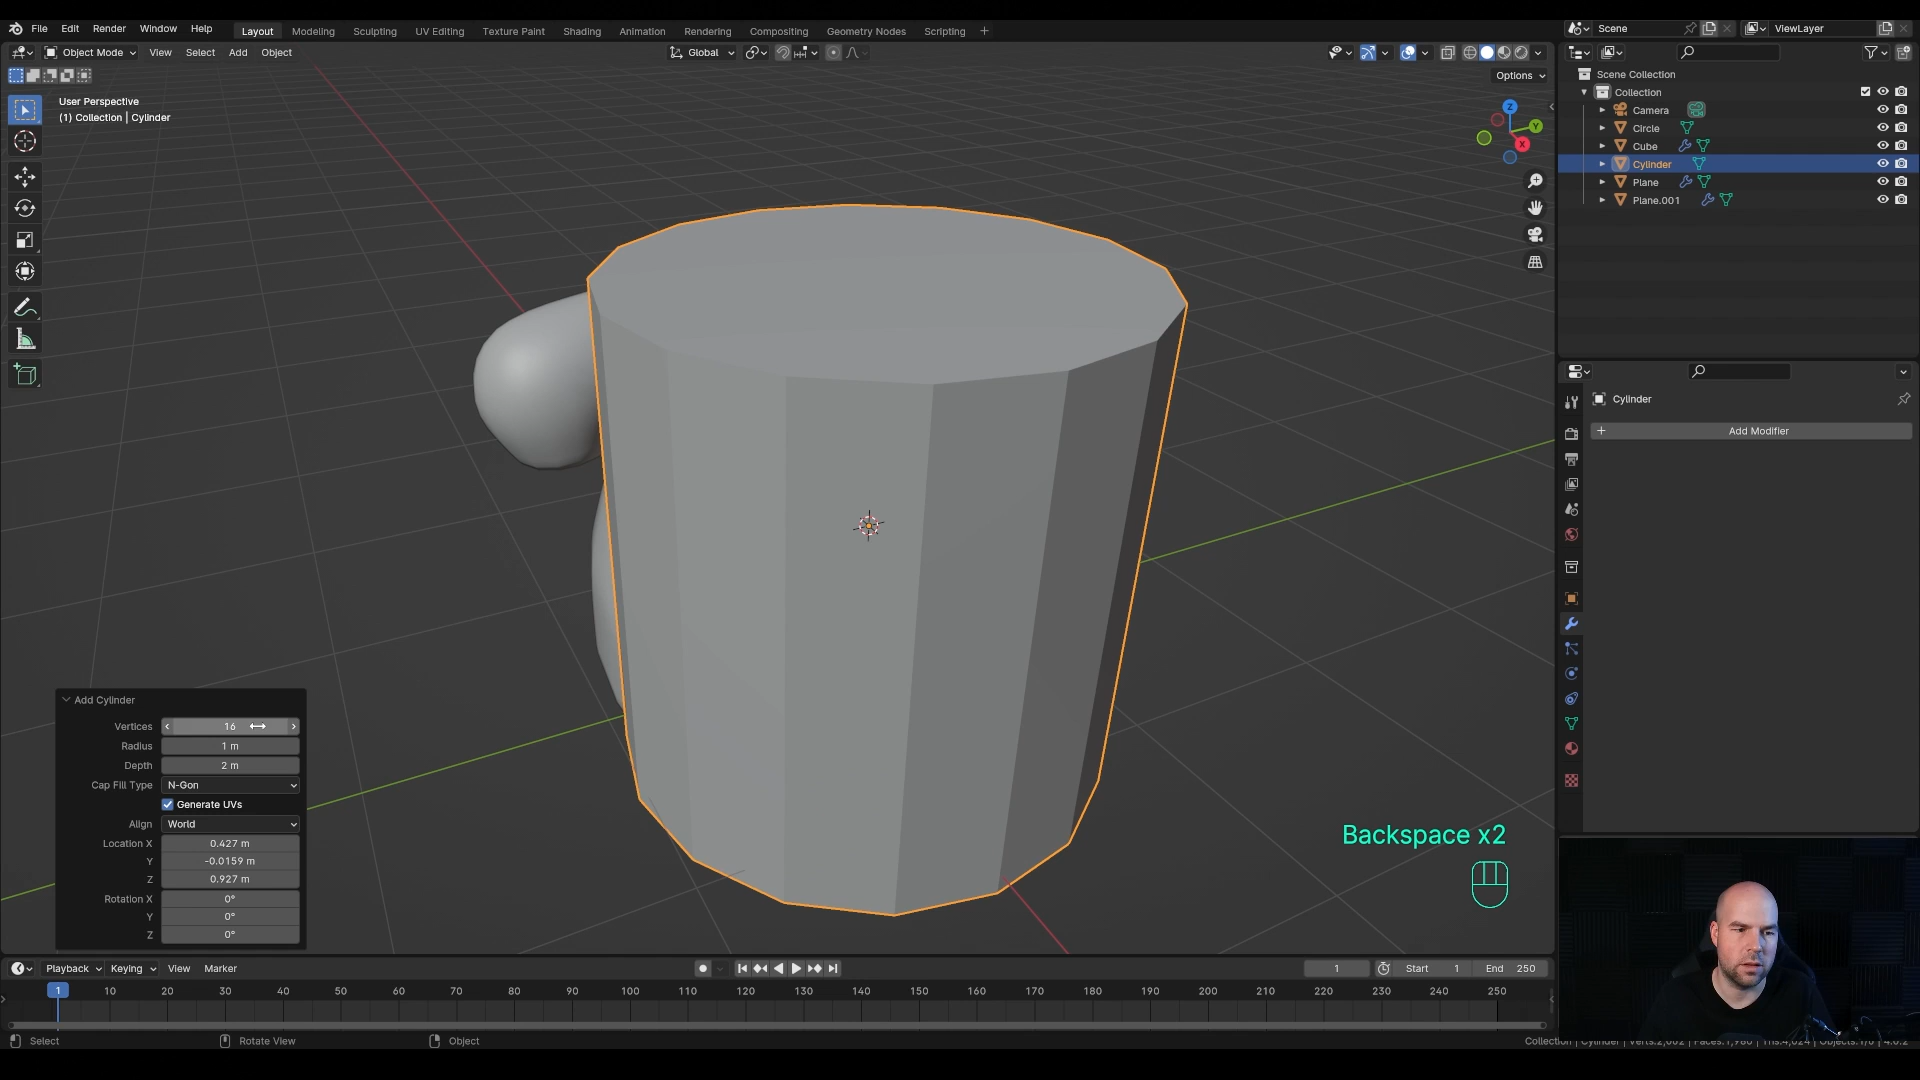 File Edit Render Window Help Layout Modeling Sculpting UV Editing Texture Paint Shading Animation Rendering Compositing Geometry Nodes Scripting +
Scene
ViewLayer
Object Mode View Select Add Object
Global
Options
User Perspective
(1) Collection | Cylinder
Z
Y
X
Scene Collection
Collection
Camera
Circle
Cube
Cylinder
Plane
Plane.001
Cylinder
+ Add Modifier
Add Cylinder
Vertices 16
Radius 1 m
Depth 2 m
Cap Fill Type N-Gon
Generate UVs
Align World
Location X 0.427 m
Y -0.0159 m
Z 0.927 m
Rotation X 0°
Y 0°
Z 0°
Backspace x2
Playback Keying View Marker
1
Start 1
End 250
1 10 20 30 40 50 60 70 80 90 100 110 120 130 140 150 160 170 180 190 200 210 220 230 240 250
Select
Rotate View
Object